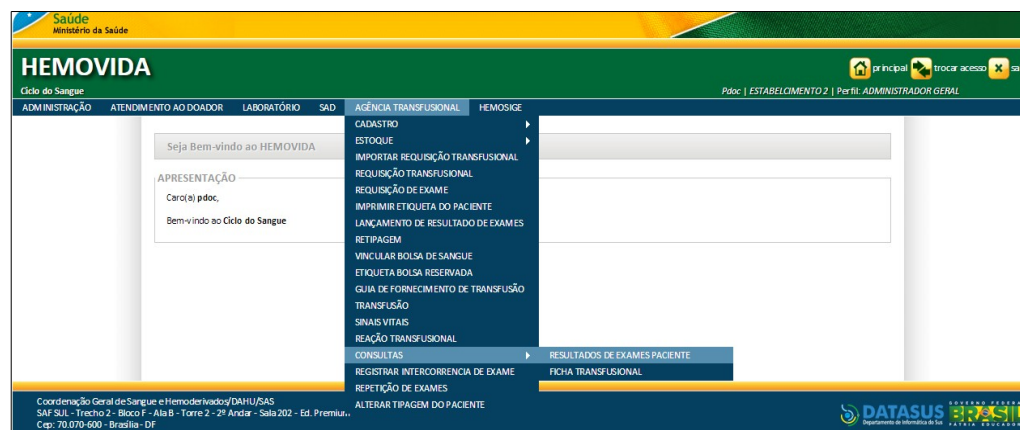 Saúde
Ministério da Saúde
HEMOVIDA
principal trocar acesso
Ciclo do Sangue
Pdoc | ESTABELCIMENTO 2 | Perfil: ADMINISTRADOR GERAL
ADMINISTRAÇÃO ATENDIMENTO AO DOADOR LABORATÓRIO SAD AGÊNCIA TRANSFUSIONAL HEMOSIGE
CADASTRO
ESTOQUE
Seja Bem-vindo ao HEMOVIDA
IMPORTAR REQUISIÇÃO TRANSFUSIONAL
REQUISIÇÃO TRANSFUSIONAL
APRESENTAÇÃO
REQUISIÇÃO DE EXAME
Caro(a) pdoc,
IMPRIMIR ETIQUETA DO PACIENTE
Bem-vindo ao Ciclo do Sangue
LANÇAMENTO DE RESULTADO DE EXAMES
RETIPAGEM
VINCULAR BOLSA DE SANGUE
ETIQUETA BOLSA RESERVADA
GUIA DE FORNECIMENTO DE TRANSFUSÃO
TRANSFUSÃO
SINAIS VITAIS
REAÇÃO TRANSFUSIONAL
CONSULTAS RESULTADOS DE EXAMES PACIENTE
REGISTRAR INTERCORRENCIA DE EXAME FICHA TRANSFUSIONAL
REPETIÇÃO DE EXAMES
ALTERAR TIPAGEM DO PACIENTE
Coordenação Geral de Sangue e Hemoderivados/DAHU/SAS
SAF SUL - Trecho 2 - Bloco F - Ala B - Torre 2 - 2º Andar - Sala 202 - Ed. Premiu
Cep: 70.070-600 - Brasília - DF
DATASUS
Departamento de Informática do Sus
GOVERNO FEDER
BRASIL
PÁTRIA EDUCADO